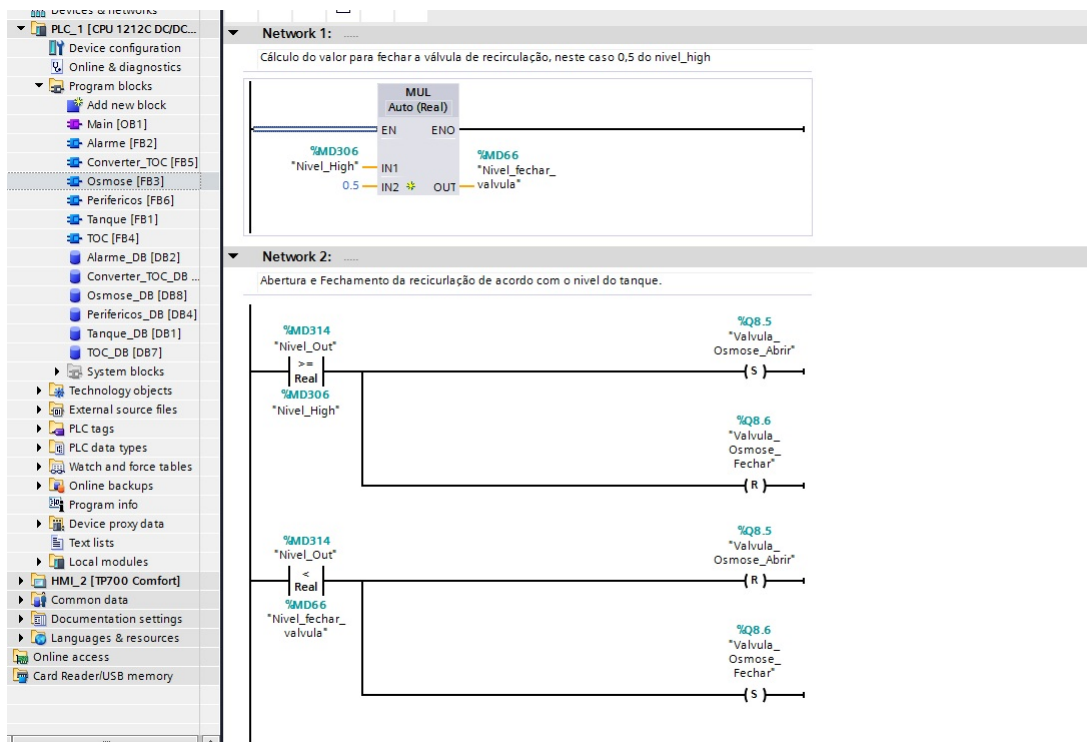 Devices & networks
PLC_1 [CPU 1212C DC/DC...
Device configuration
Online & diagnostics
Program blocks
Add new block
Main [OB1]
Alarme [FB2]
Converter_TOC [FB5]
Osmose [FB3]
Perifericos [FB6]
Tanque [FB1]
TOC [FB4]
Alarme_DB [DB2]
Converter_TOC_DB ...
Osmose_DB [DB8]
Perifericos_DB [DB4]
Tanque_DB [DB1]
TOC_DB [DB7]
System blocks
Technology objects
External source files
PLC tags
PLC data types
Watch and force tables
Online backups
Program info
Device proxy data
Text lists
Local modules
HMI_2 [TP700 Comfort]
Common data
Documentation settings
Languages & resources
Online access
Card Reader/USB memory
Network 1: .....
Cálculo do valor para fechar a válvula de recirculação, neste caso 0,5 do nivel_high
MUL
Auto (Real)
EN ENO
%MD306
"Nivel_High" IN1
0.5 IN2 OUT
%MD66
"Nivel_fechar_
valvula"
Network 2: .....
Abertura e Fechamento da recicurlação de acordo com o nivel do tanque.
%MD314
"Nivel_Out"
>=
Real
%MD306
"Nivel_High"
%Q8.5
"Valvula_
Osmose_Abrir"
S
%Q8.6
"Valvula_
Osmose_
Fechar"
R
%MD314
"Nivel_Out"
<
Real
%MD66
"Nivel_fechar_
valvula"
%Q8.5
"Valvula_
Osmose_Abrir"
R
%Q8.6
"Valvula_
Osmose_
Fechar"
S